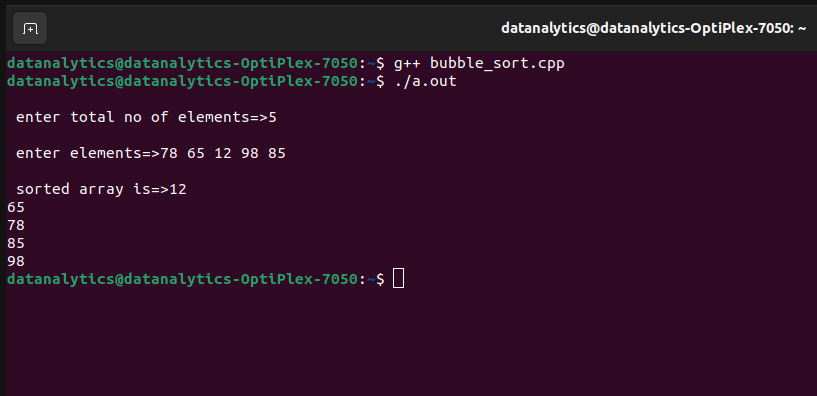 datanalytics@datanalytics-OptiPlex-7050: ~
datanalytics@datanalytics-OptiPlex-7050:~$ g++ bubble_sort.cpp
datanalytics@datanalytics-OptiPlex-7050:~$ ./a.out
enter total no of elements=>5
enter elements=>78 65 12 98 85
sorted array is=>12
65
78
85
98
datanalytics@datanalytics-OptiPlex-7050:~$